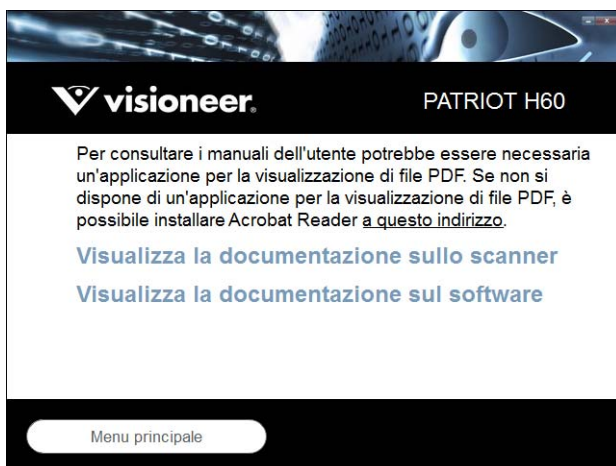 visioneer.
PATRIOT H60
Per consultare i manuali dell'utente potrebbe essere necessaria
un'applicazione per la visualizzazione di file PDF. Se non si
dispone di un'applicazione per la visualizzazione di file PDF, è
possibile installare Acrobat Reader a questo indirizzo.
Visualizza la documentazione sullo scanner
Visualizza la documentazione sul software
Menu principale